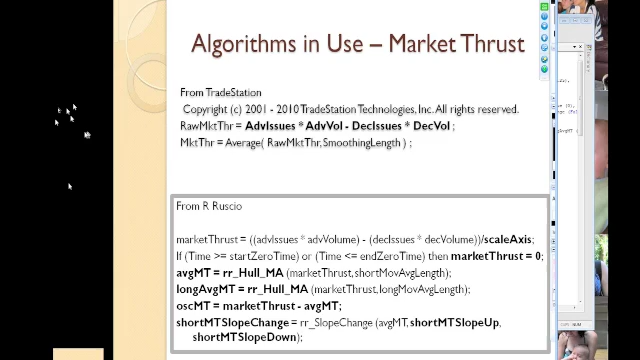 Algorithms in Use – Market Thrust
From TradeStation
Copyright (c) 2001 - 2010 TradeStation Technologies, Inc. All rights reserved.
RawMktThr = AdvIssues * AdvVol - DecIssues * DecVol ;
MktThr = Average( RawMktThr, SmoothingLength ) ;
From R Ruscio
marketThrust = ((advIssues * advVolume) - (decIssues * decVolume))/scaleAxis;
If (Time >= startZeroTime) or (Time <= endZeroTime) then marketThrust = 0;
avgMT = rr_Hull_MA (marketThrust, shortMovAvgLength);
longAvgMT = rr_Hull_MA (marketThrust, longMovAvgLength);
oscMT = marketThrust - avgMT;
shortMTSlopeChange = rr_SlopeChange (avgMT, shortMTSlopeUp,
shortMTSlopeDown);
NUM